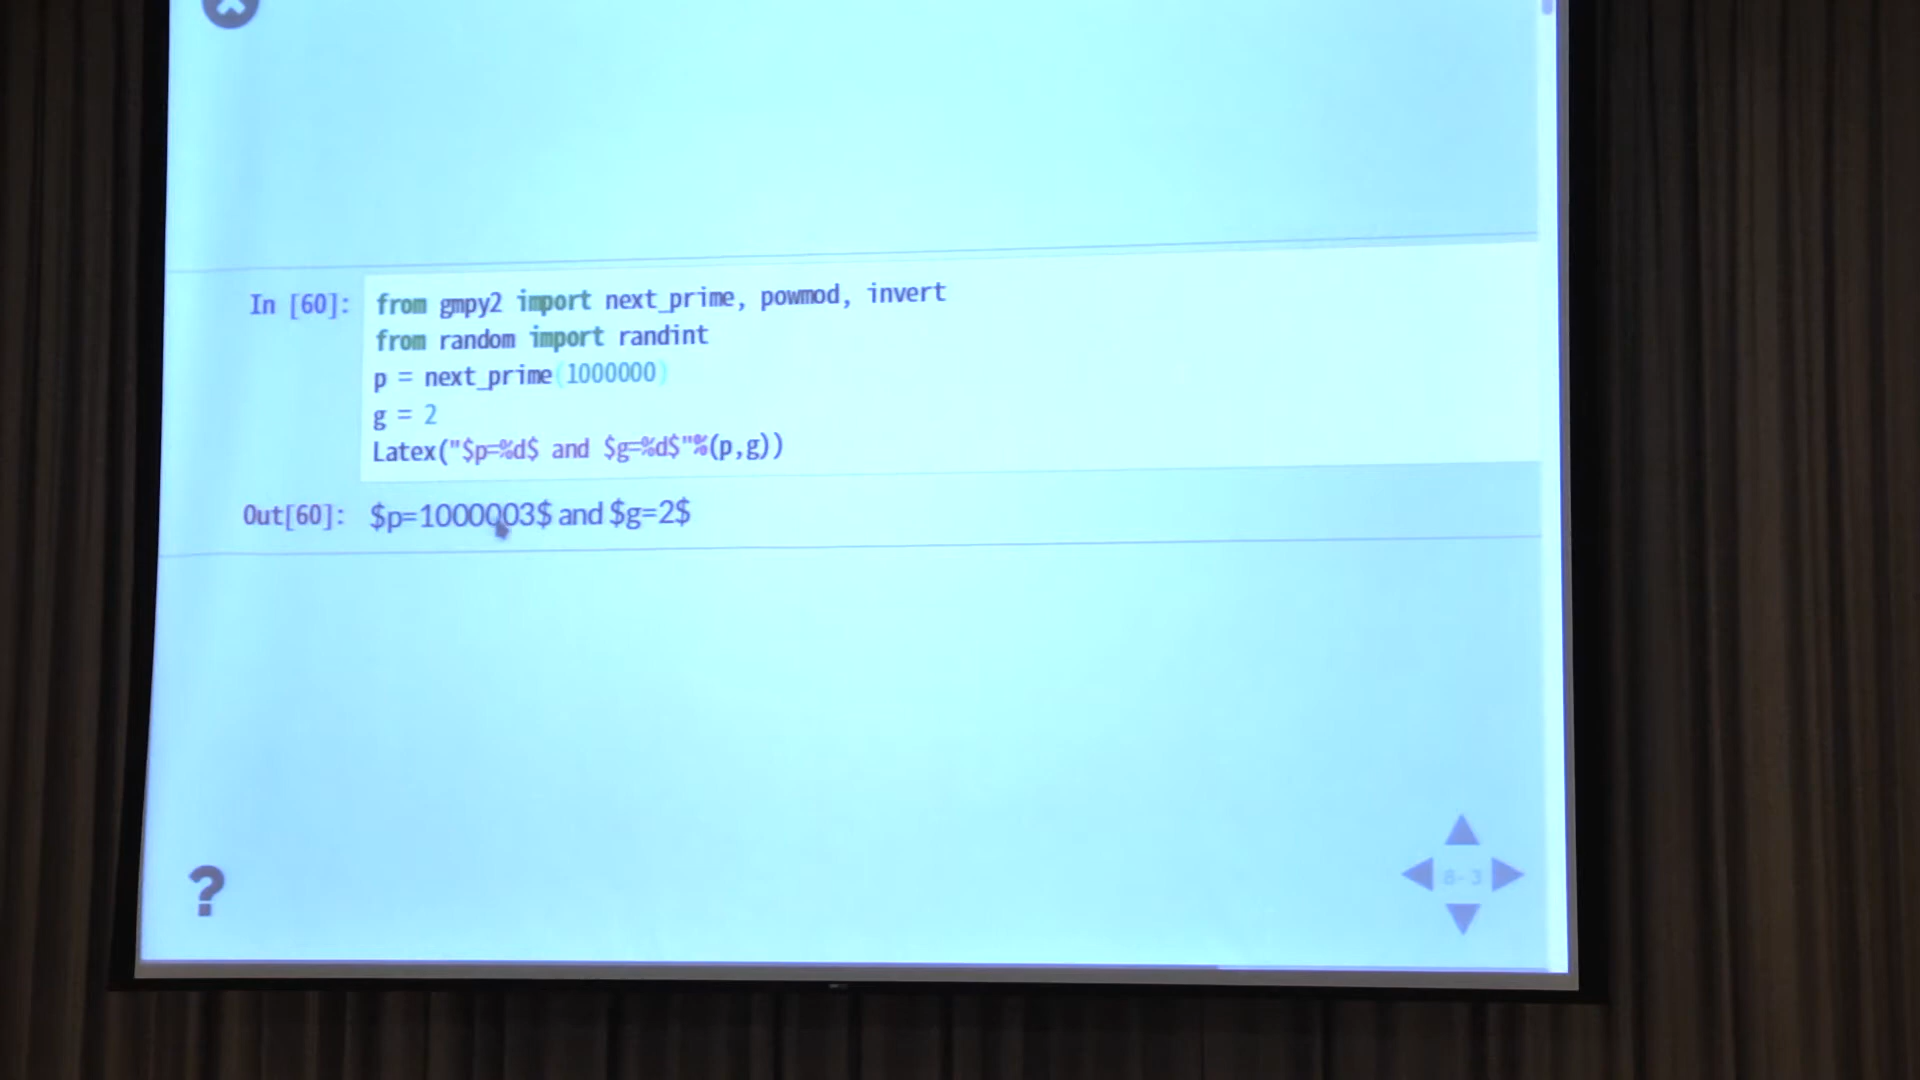 In [60]: from gmpy2 import next_prime, powmod, invert
from random import randint
p = next_prime(1000000)
g = 2
Latex("$p=%d$ and $g=%d$"%(p,g))
Out[60]: $p=1000003$ and $g=2$
?